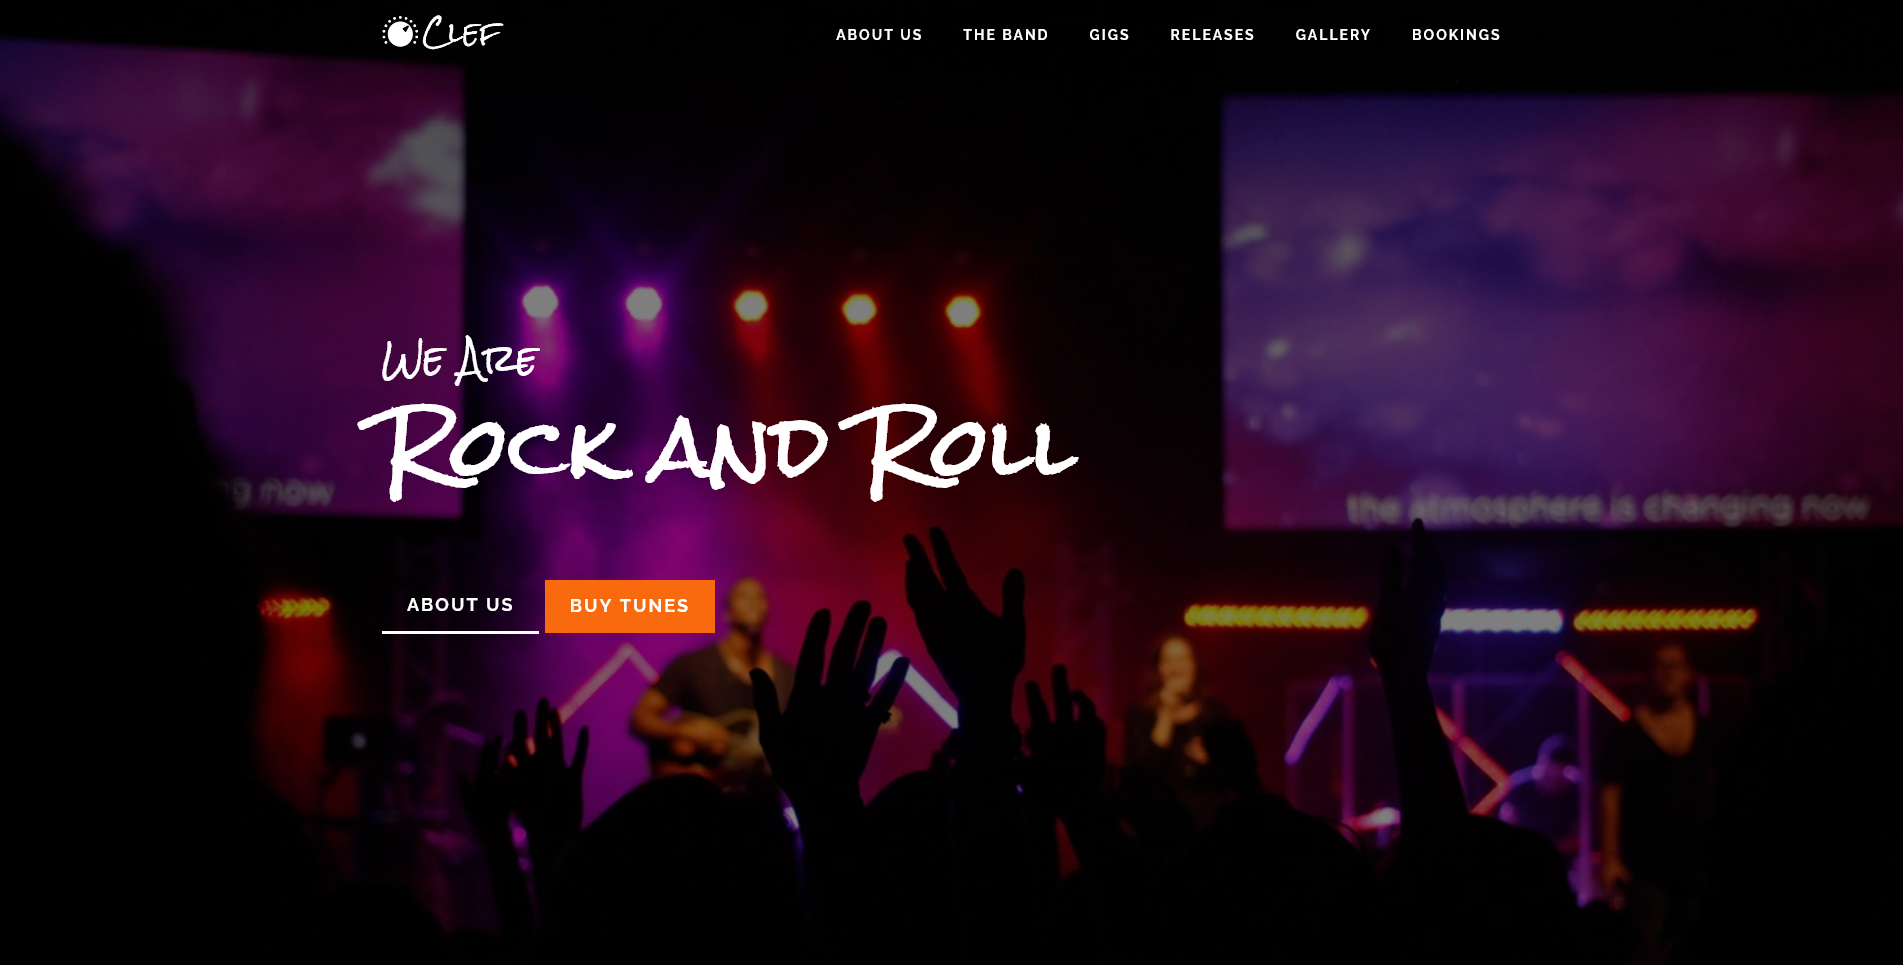 Clef
ABOUT US
THE BAND
GIGS
RELEASES
GALLERY
BOOKINGS
We Are
Rock and Roll
ng now
the atmosphere is changing now
ABOUT US
BUY TUNES